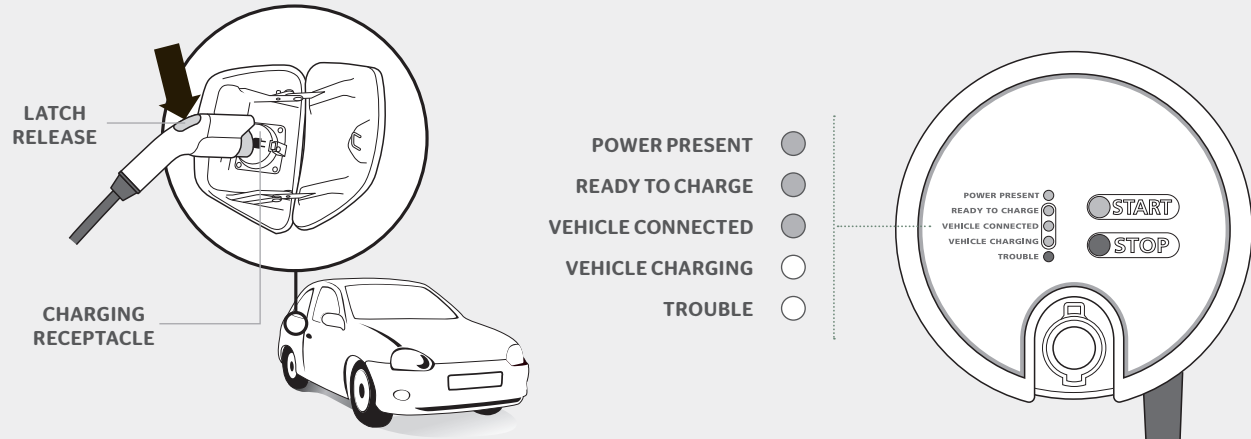 LATCH
RELEASE
CHARGING
RECEPTACLE
POWER PRESENT
READY TO CHARGE
VEHICLE CONNECTED
VEHICLE CHARGING
TROUBLE
POWER PRESENT
READY TO CHARGE
VEHICLE CONNECTED
VEHICLE CHARGING
TROUBLE
START
STOP